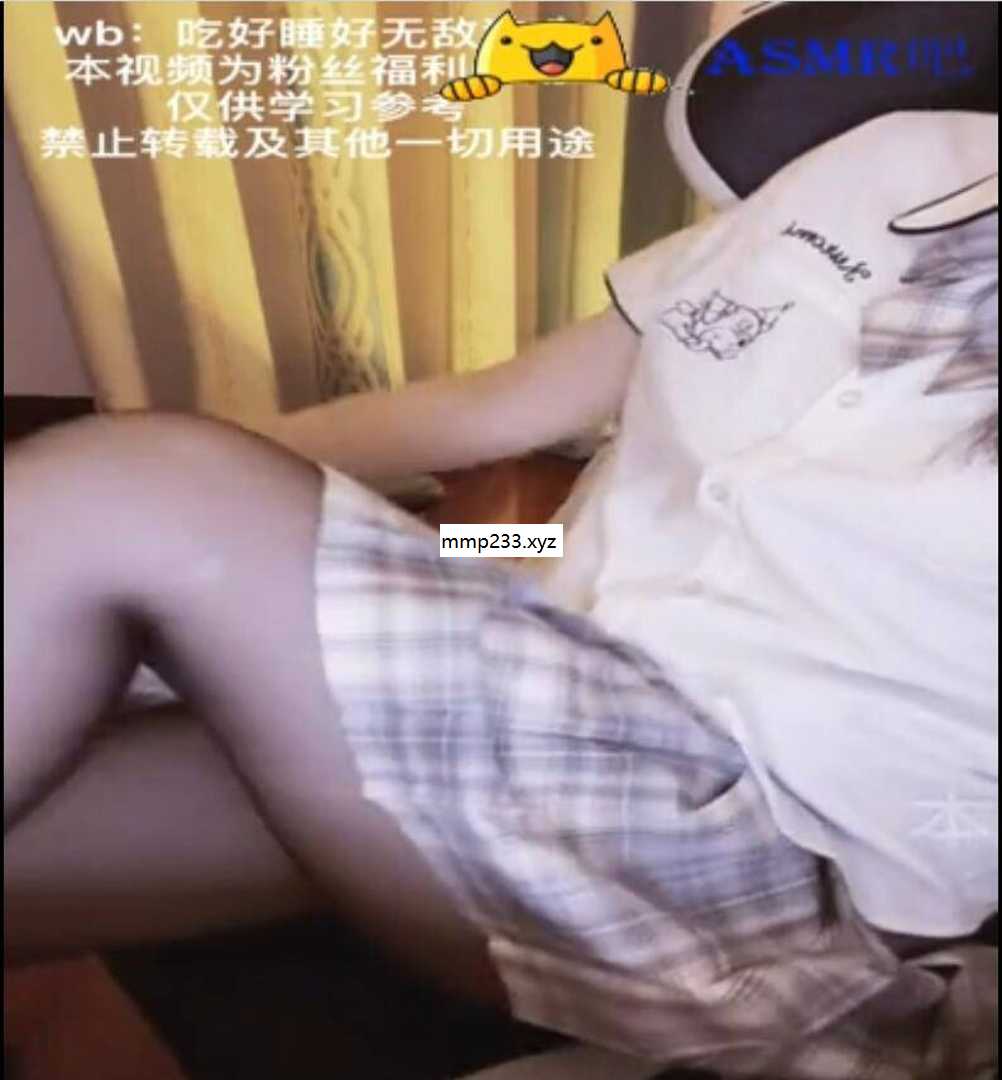 wb：吃好睡好无敌
ASMR吧
本视频为粉丝福利
仅供学习参考
禁止转载及其他一切用途
mmp233.xyz
本